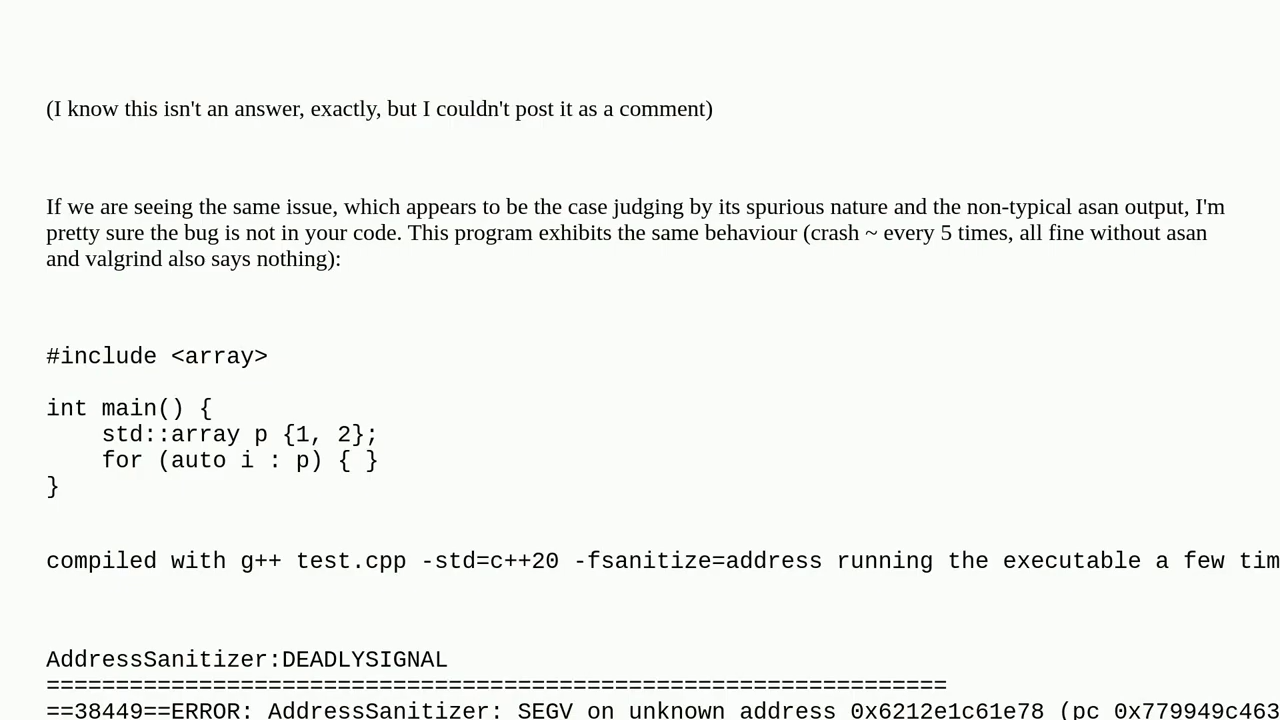 (I know this isn't an answer, exactly, but I couldn't post it as a comment)
If we are seeing the same issue, which appears to be the case judging by its spurious nature and the non-typical asan output, I'm
pretty sure the bug is not in your code. This program exhibits the same behaviour (crash ~ every 5 times, all fine without asan
and valgrind also says nothing):
#include <array>
int main() {
    std::array p {1, 2};
    for (auto i : p) { }
}
compiled with g++ test.cpp -std=c++20 -fsanitize=address running the executable a few tim
AddressSanitizer:DEADLYSIGNAL
=================================================================
==38449==ERROR: AddressSanitizer: SEGV on unknown address 0x6212e1c61e78 (pc 0x779949c463